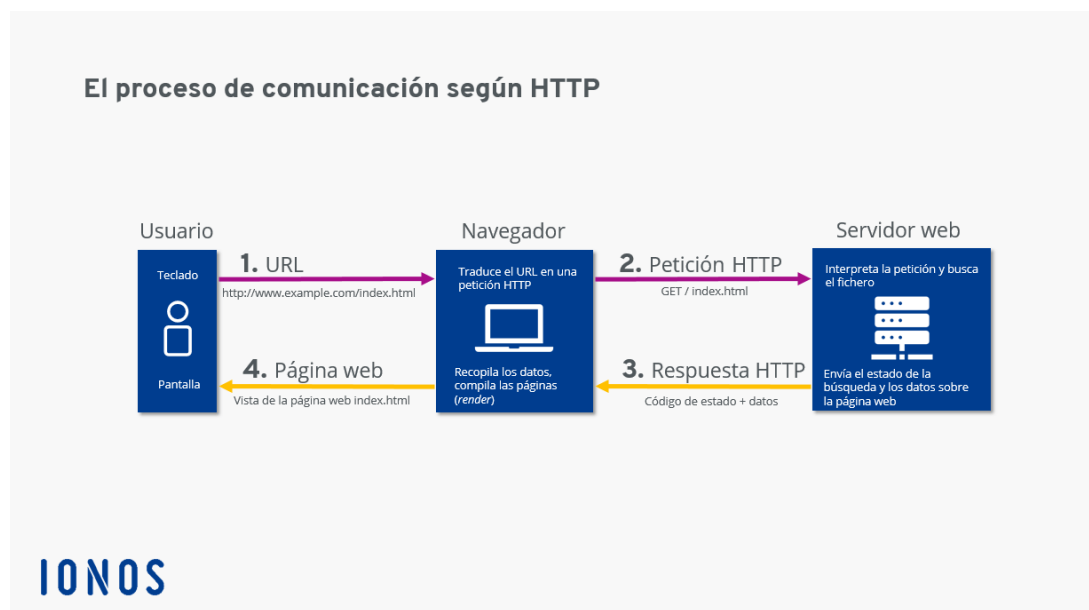 El proceso de comunicación según HTTP
Usuario
Teclado
Pantalla
1. URL
http://www.example.com/index.html
4. Página web
Vista de la página web index.html
Navegador
Traduce el URL en una
petición HTTP
Recopila los datos,
compila las páginas
(render)
2. Petición HTTP
GET / index.html
3. Respuesta HTTP
Código de estado + datos
Servidor web
Interpreta la petición y busca
el fichero
Envía el estado de la
búsqueda y los datos sobre
la página web
IONOS